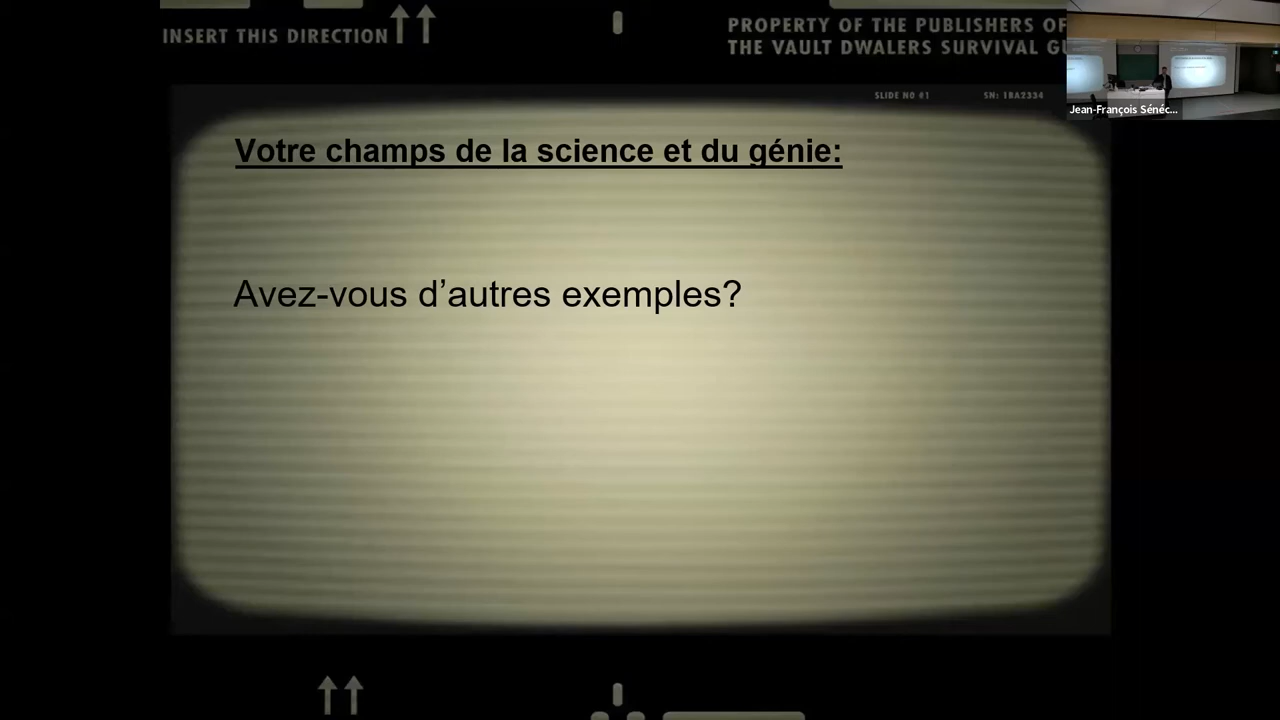 INSERT THIS DIRECTION
PROPERTY OF THE PUBLISHERS OF
THE VAULT DWALERS SURVIVAL GU
SLIDE NO #1 SN: 1BA2334
Jean-François Sénéc...
Votre champs de la science et du génie:
Avez-vous d’autres exemples?